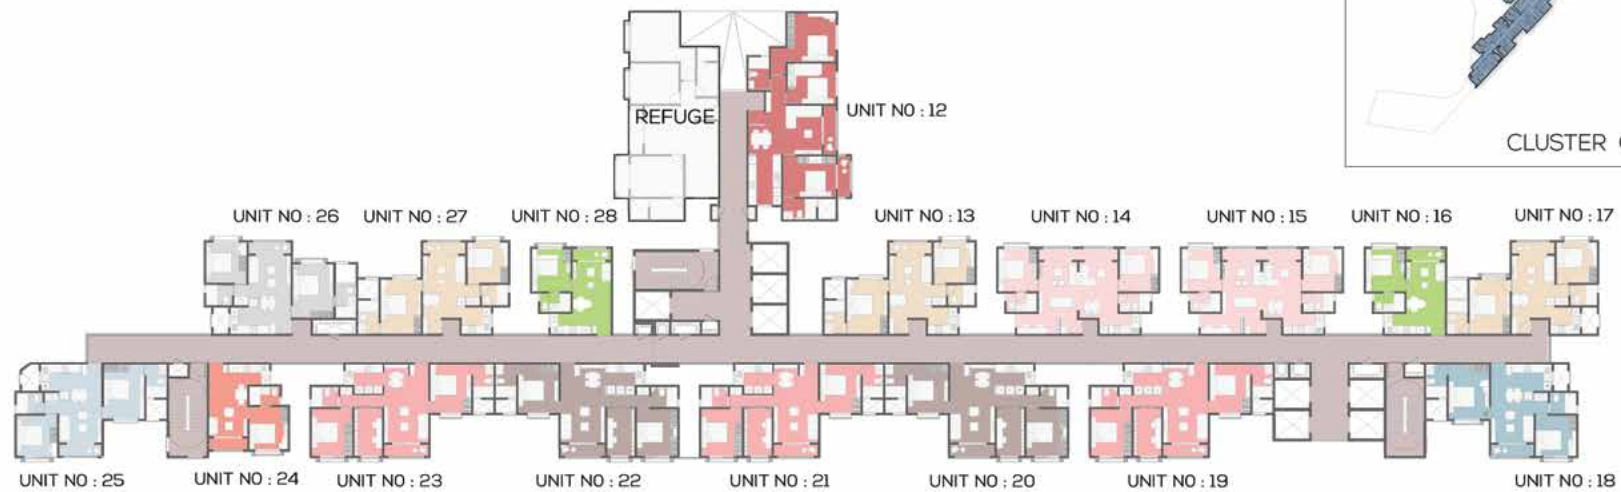 REFUGE
UNIT NO : 12
CLUSTER
UNIT NO : 26
UNIT NO : 27
UNIT NO : 28
UNIT NO : 13
UNIT NO : 14
UNIT NO : 15
UNIT NO : 16
UNIT NO : 17
UNIT NO : 25
UNIT NO : 24
UNIT NO : 23
UNIT NO : 22
UNIT NO : 21
UNIT NO : 20
UNIT NO : 19
UNIT NO : 18